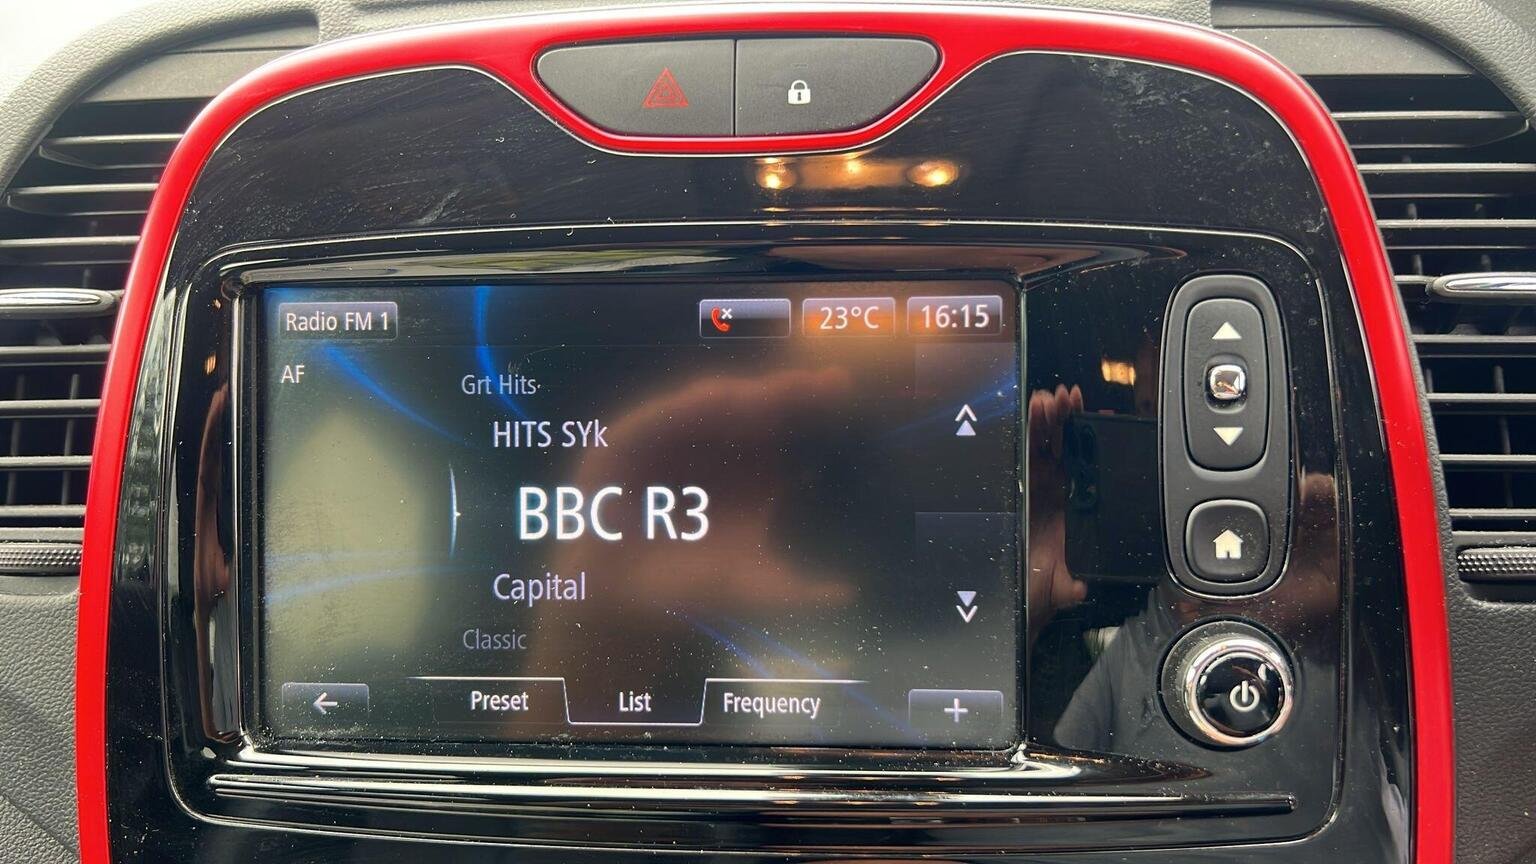 Radio FM 1
23°C
16:15
AF
Grt Hits
HITS SYk
BBC R3
Capital
Classic
Preset
List
Frequency